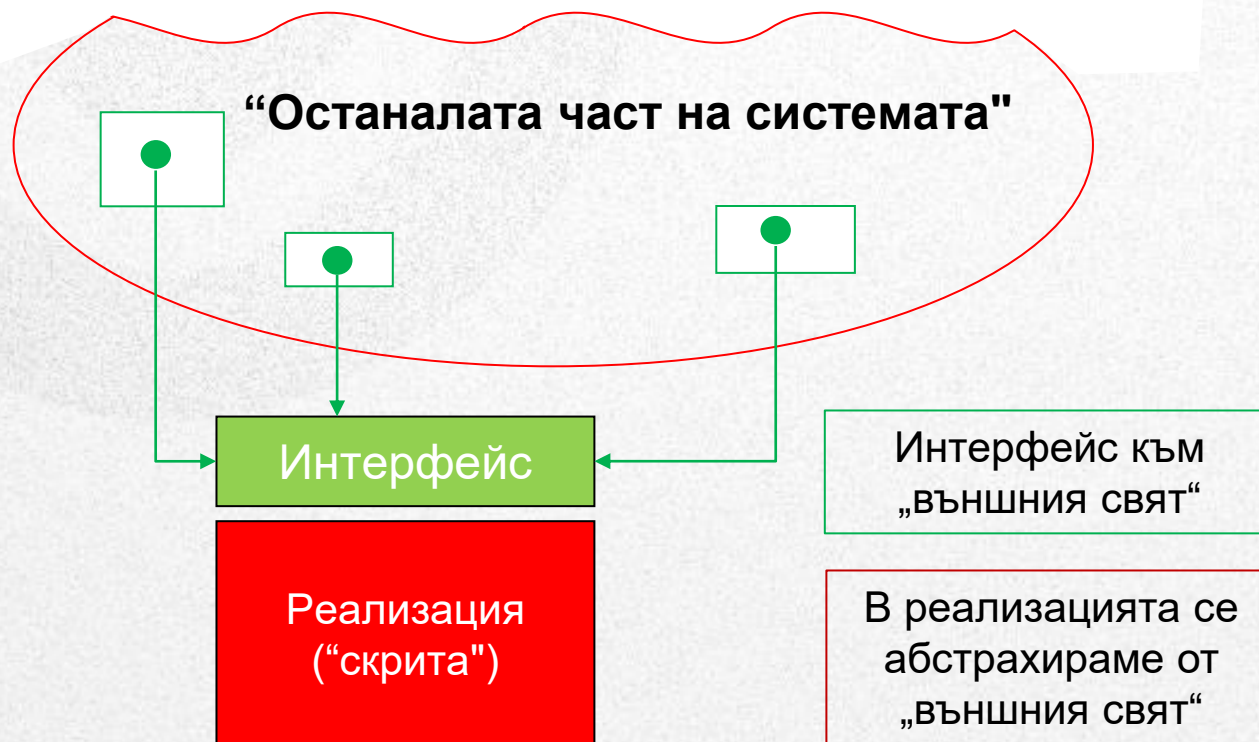 “Останалата част на системата"
Интерфейс
Интерфейс към
„външния свят“
Реализация
(“скрита")
В реализацията се
абстрахираме от
„външния свят“